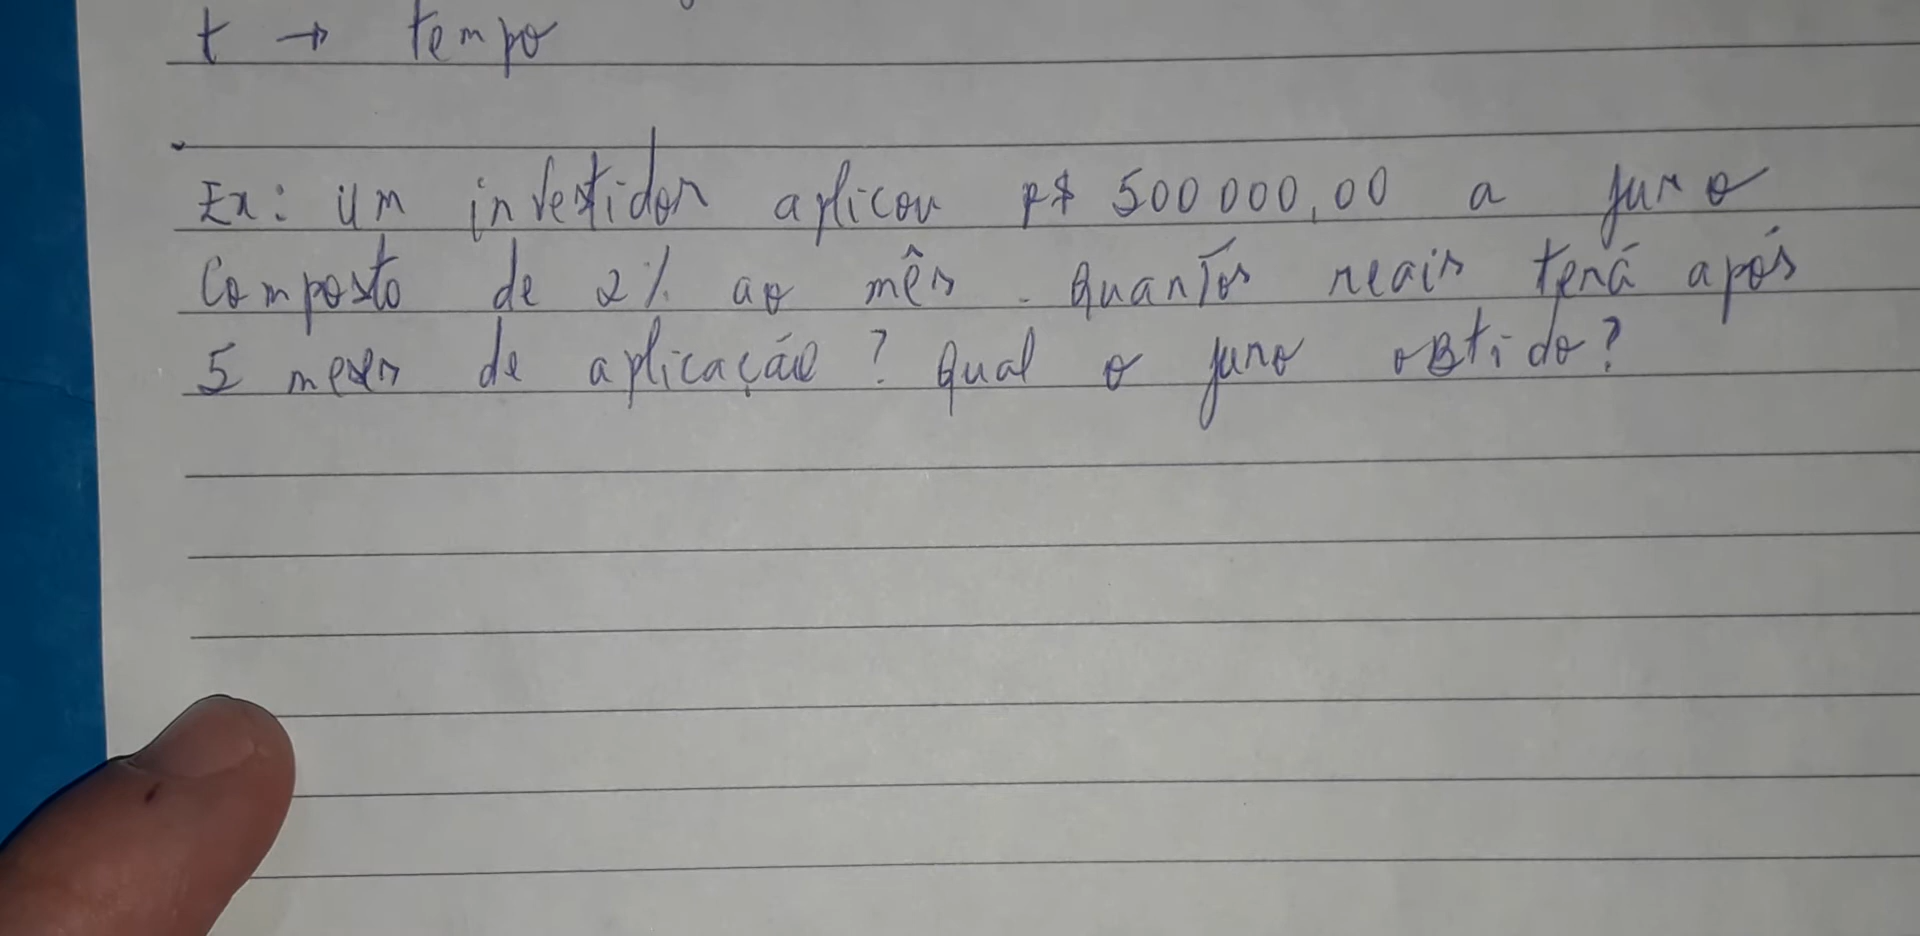 t → tempo
Ex: um investidor aplicou R$ 500 000,00 a juro
composto de 2% ao mês. Quantos reais terá após
5 meses de aplicação? Qual o juro obtido?